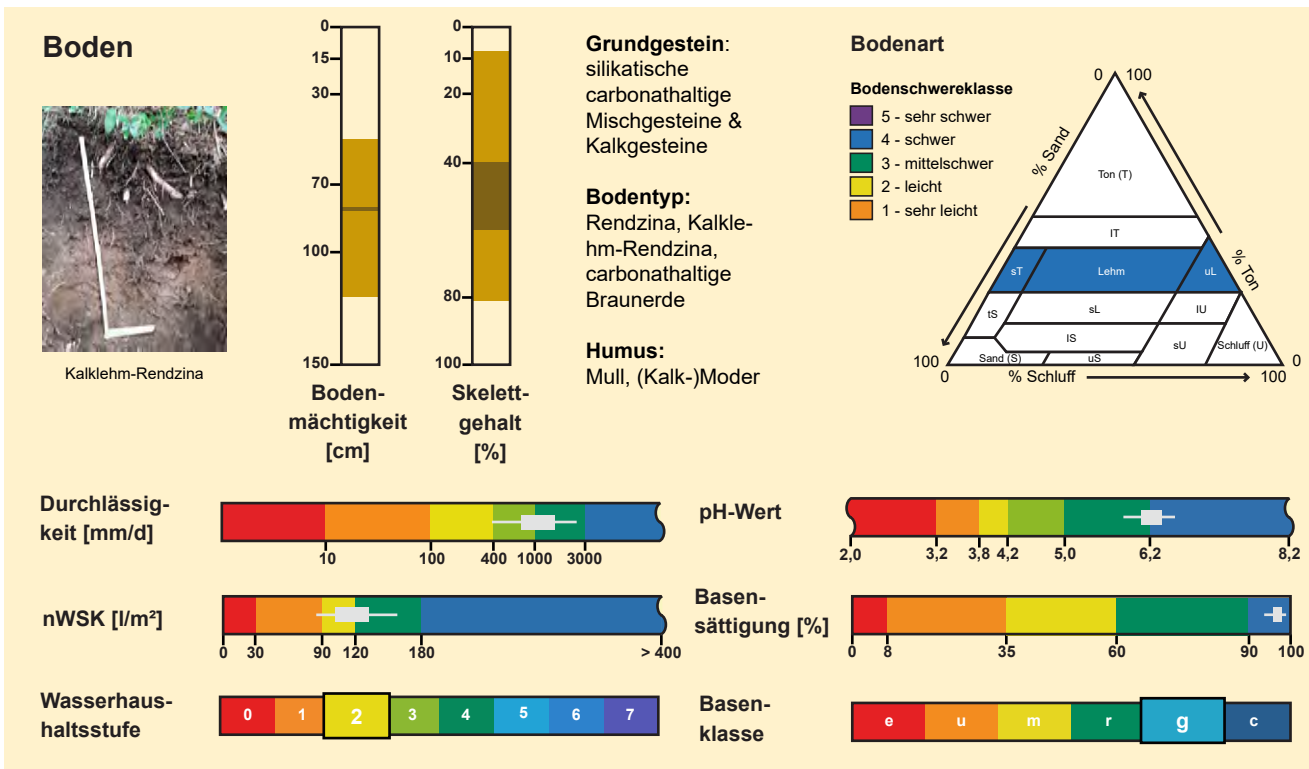 Boden
Kalklehm-Rendzina
0
15
30
70
100
150
Boden-
mächtigkeit
[cm]
0
10
20
40
80
100
Skelett-
gehalt
[%]
Grundgestein:
silikatische
carbonathaltige
Mischgesteine &
Kalkgesteine
Bodentyp:
Rendzina, Kalkle-
hm-Rendzina,
carbonathaltige
Braunerde
Humus:
Mull, (Kalk-)Moder
Bodenart
Bodenschwereklasse
5 - sehr schwer
4 - schwer
3 - mittelschwer
2 - leicht
1 - sehr leicht
0 100
% Sand
% Ton
Ton (T)
lT
sT Lehm uL
tS sL lU
lS
Sand (S) uS sU Schluff (U)
100 0
0 % Schluff 100
Durchlässig-
keit [mm/d]
10 100 400 1000 3000
nWSK [l/m²]
0 30 90 120 180 > 400
Wasserhaus-
haltsstufe
0 1 2 3 4 5 6 7
pH-Wert
2,0 3,2 3,8 4,2 5,0 6,2 8,2
Basen-
sättigung [%]
0 8 35 60 90 100
Basen-
klasse
e u m r g c